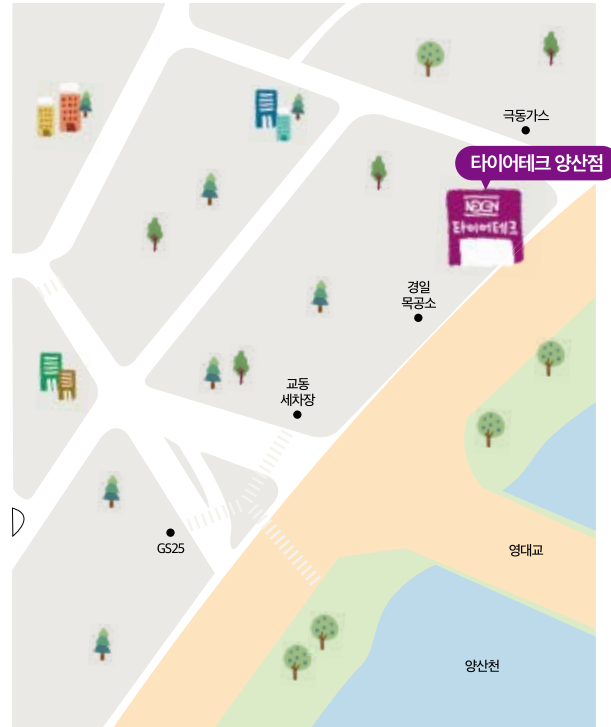 극동가스
타이어테크 양산점
NEXEN
타이어테크
경일
목공소
교동
세차장
GS25
영대교
양산천